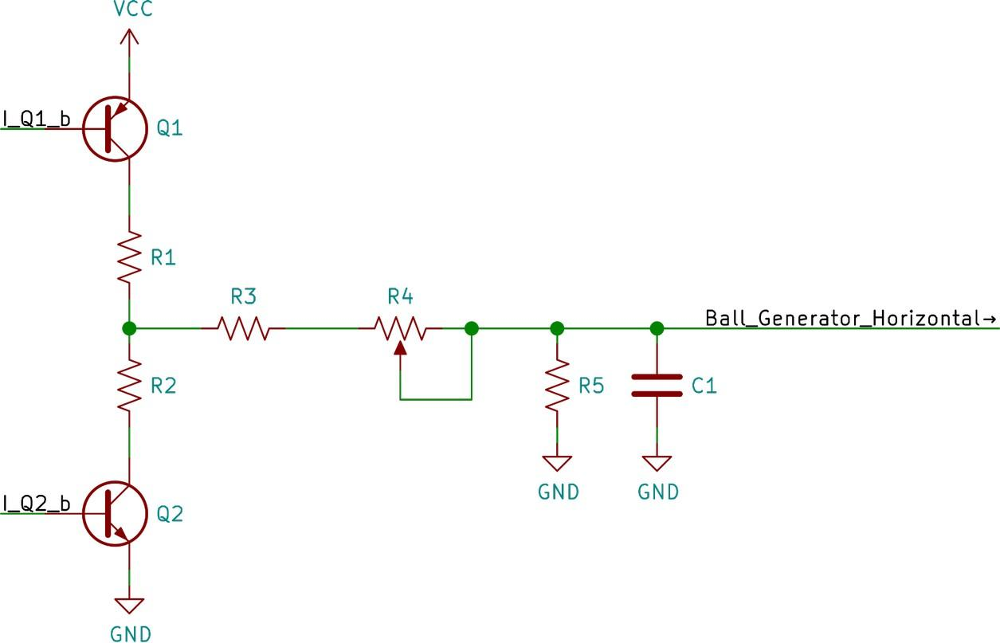 VCC
I_Q1_b
Q1
R1
R3
R4
Ball_Generator_Horizontal→
R2
R5
C1
GND
GND
I_Q2_b
Q2
GND